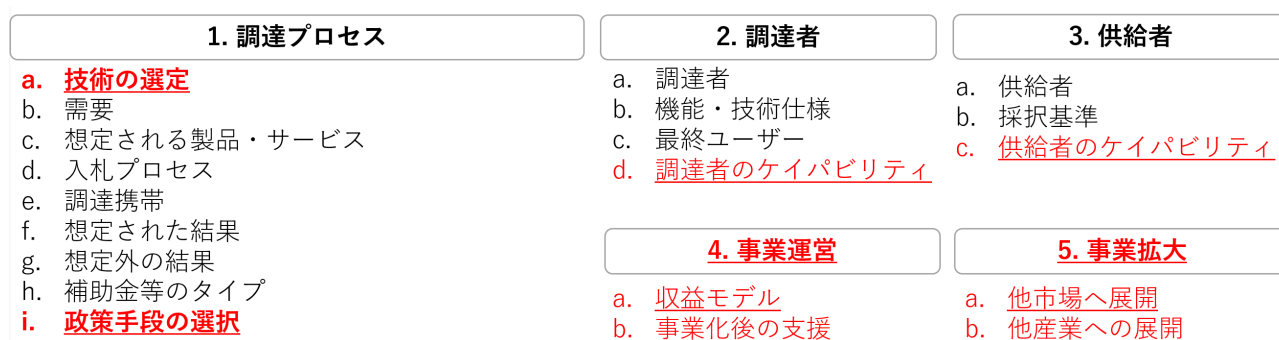 1. 調達プロセス
a. 技術の選定
b. 需要
c. 想定される製品・サービス
d. 入札プロセス
e. 調達携帯
f. 想定された結果
g. 想定外の結果
h. 補助金等のタイプ
i. 政策手段の選択
2. 調達者
a. 調達者
b. 機能・技術仕様
c. 最終ユーザー
d. 調達者のケイパビリティ
3. 供給者
a. 供給者
b. 採択基準
c. 供給者のケイパビリティ
4. 事業運営
a. 収益モデル
b. 事業化後の支援
5. 事業拡大
a. 他市場へ展開
b. 他産業への展開